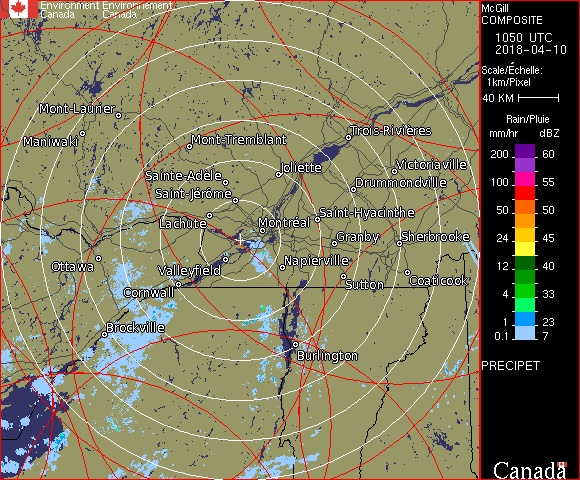 Environment Environnement
Canada Canada
McGill
COMPOSITE
1050 UTC
2018-04-10
Scale/Échelle:
1km/Pixel
40 KM
Rain/Pluie
mm/hr dBZ
200 60
100 55
50 50
24 45
12 40
4 33
1 23
0.1 7
PRECIPET
Mont-Laurier
Maniwaki
Mont-Tremblant
Trois-Rivières
Joliette
Victoriaville
Sainte-Adèle
Drummondville
Saint-Jérôme
Saint-Hyacinthe
Lachute
Montréal
Granby
Sherbrooke
Ottawa
Valleyfield
Napierville
Cornwall
Sutton
Coaticook
Brockville
Burlington
Canada